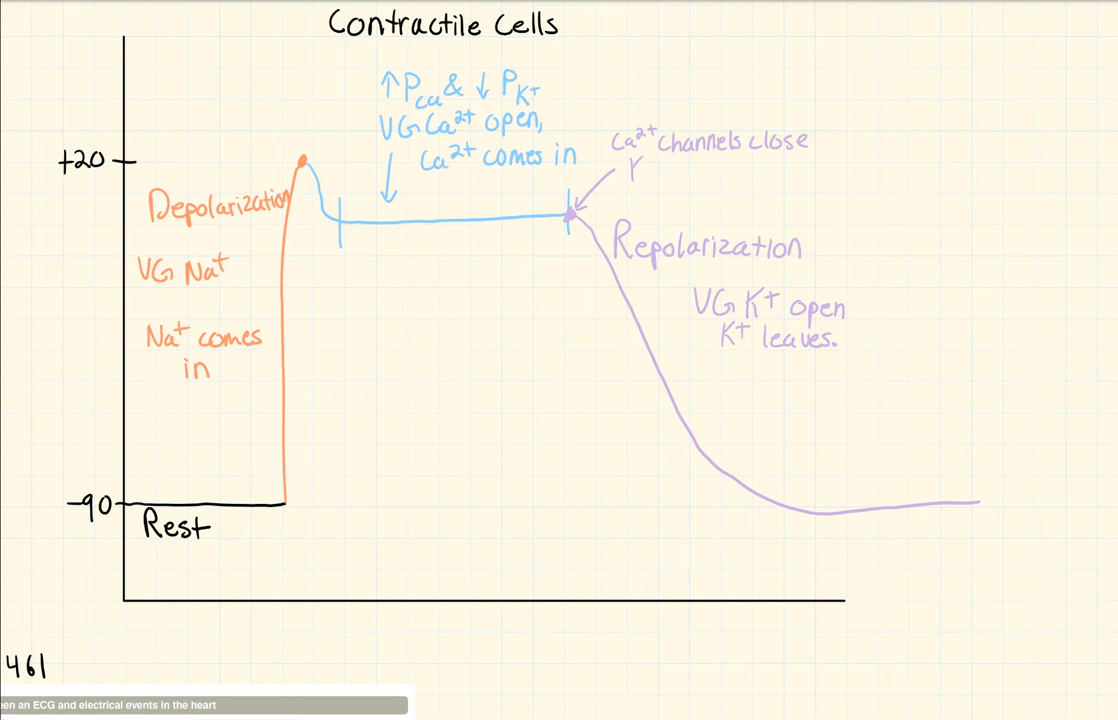 Contractile Cells
↑ PCa & ↓ PK+
VG Ca2+ open,
Ca2+ comes in
Ca2+ channels close
+20
Depolarization
VG Na+
Na+ comes
in
Repolarization
VG K+ open
K+ leaves.
-90
Rest
461
een an ECG and electrical events in the heart